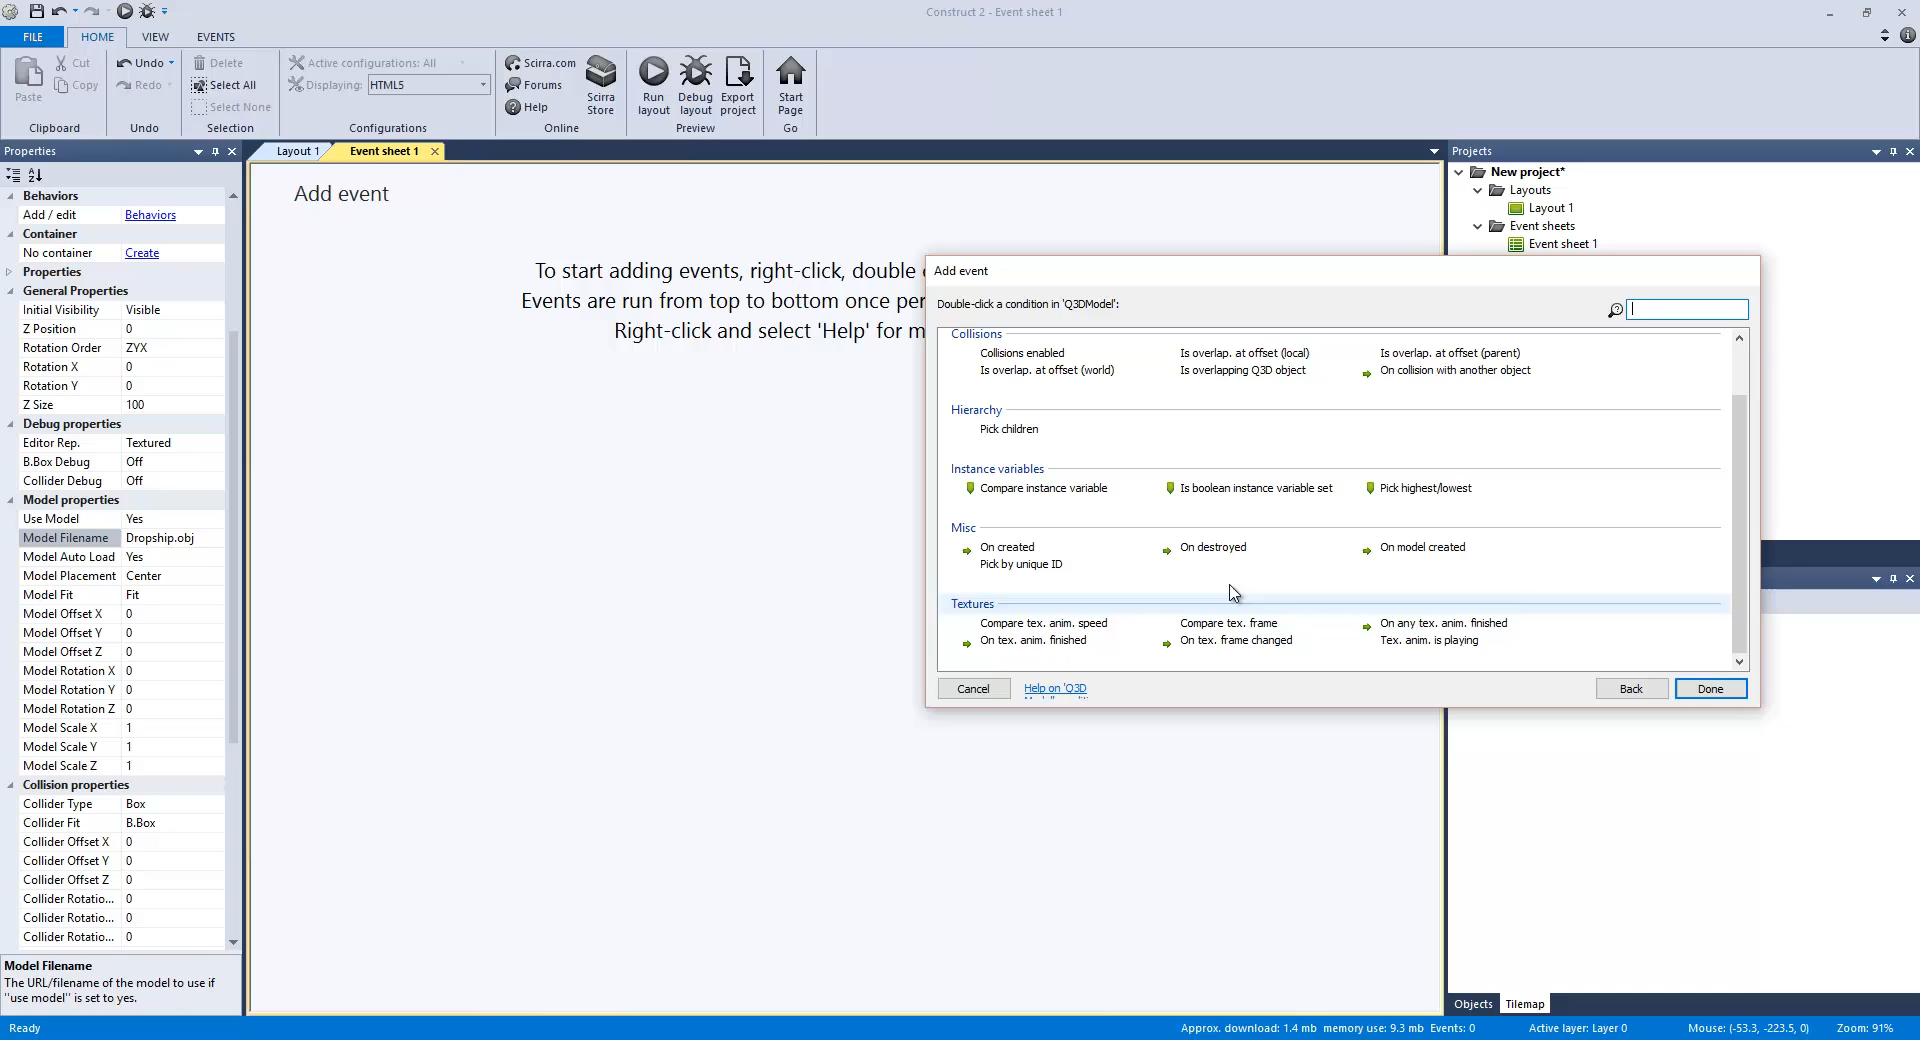 Construct 2 - Event sheet 1
FILE
HOME
VIEW
EVENTS
Paste
Cut
Copy
Clipboard
Undo
Redo
Undo
Delete
Select All
Select None
Selection
Active configurations: All
Displaying: HTML5
Configurations
Scirra.com
Forums
Help
Scirra
Store
Online
Run
layout
Debug
layout
Export
project
Preview
Start
Page
Go
Properties
Behaviors
Add / edit Behaviors
Container
No container Create
Properties
General Properties
Initial Visibility Visible
Z Position 0
Rotation Order ZYX
Rotation X 0
Rotation Y 0
Z Size 100
Debug properties
Editor Rep. Textured
B.Box Debug Off
Collider Debug Off
Model properties
Use Model Yes
Model Filename Dropship.obj
Model Auto Load Yes
Model Placement Center
Model Fit Fit
Model Offset X 0
Model Offset Y 0
Model Offset Z 0
Model Rotation X 0
Model Rotation Y 0
Model Rotation Z 0
Model Scale X 1
Model Scale Y 1
Model Scale Z 1
Collision properties
Collider Type Box
Collider Fit B.Box
Collider Offset X 0
Collider Offset Y 0
Collider Offset Z 0
Collider Rotatio... 0
Collider Rotatio... 0
Collider Rotatio... 0
Model Filename
The URL/filename of the model to use if
"use model" is set to yes.
Layout 1
Event sheet 1
Add event
To start adding events, right-click, double
Events are run from top to bottom once per
Right-click and select 'Help' for m
Add event
Double-click a condition in 'Q3DModel':
Collisions
Collisions enabled Is overlap. at offset (local) Is overlap. at offset (parent)
Is overlap. at offset (world) Is overlapping Q3D object On collision with another object
Hierarchy
Pick children
Instance variables
Compare instance variable Is boolean instance variable set Pick highest/lowest
Misc
On created On destroyed On model created
Pick by unique ID
Textures
Compare tex. anim. speed Compare tex. frame On any tex. anim. finished
On tex. anim. finished On tex. frame changed Tex. anim. is playing
Cancel
Help on 'Q3D
Back
Done
Projects
New project*
Layouts
Layout 1
Event sheets
Event sheet 1
Objects
Tilemap
Ready
Approx. download: 1.4 mb memory use: 9.3 mb Events: 0
Active layer: Layer 0
Mouse: (-53.3, -223.5, 0)
Zoom: 91%